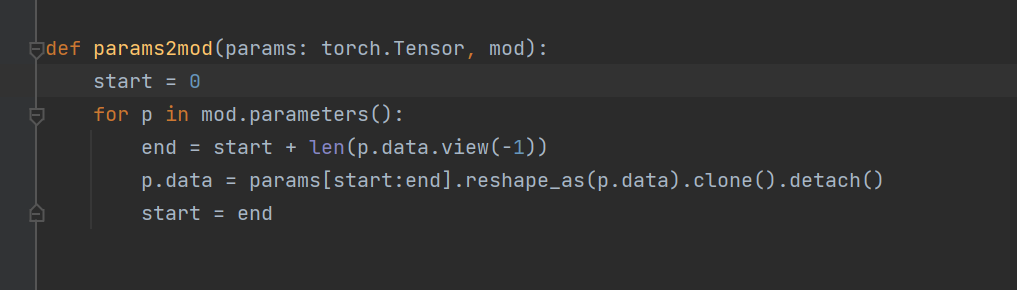 def params2mod(params: torch.Tensor, mod):
    start = 0
    for p in mod.parameters():
        end = start + len(p.data.view(-1))
        p.data = params[start:end].reshape_as(p.data).clone().detach()
        start = end